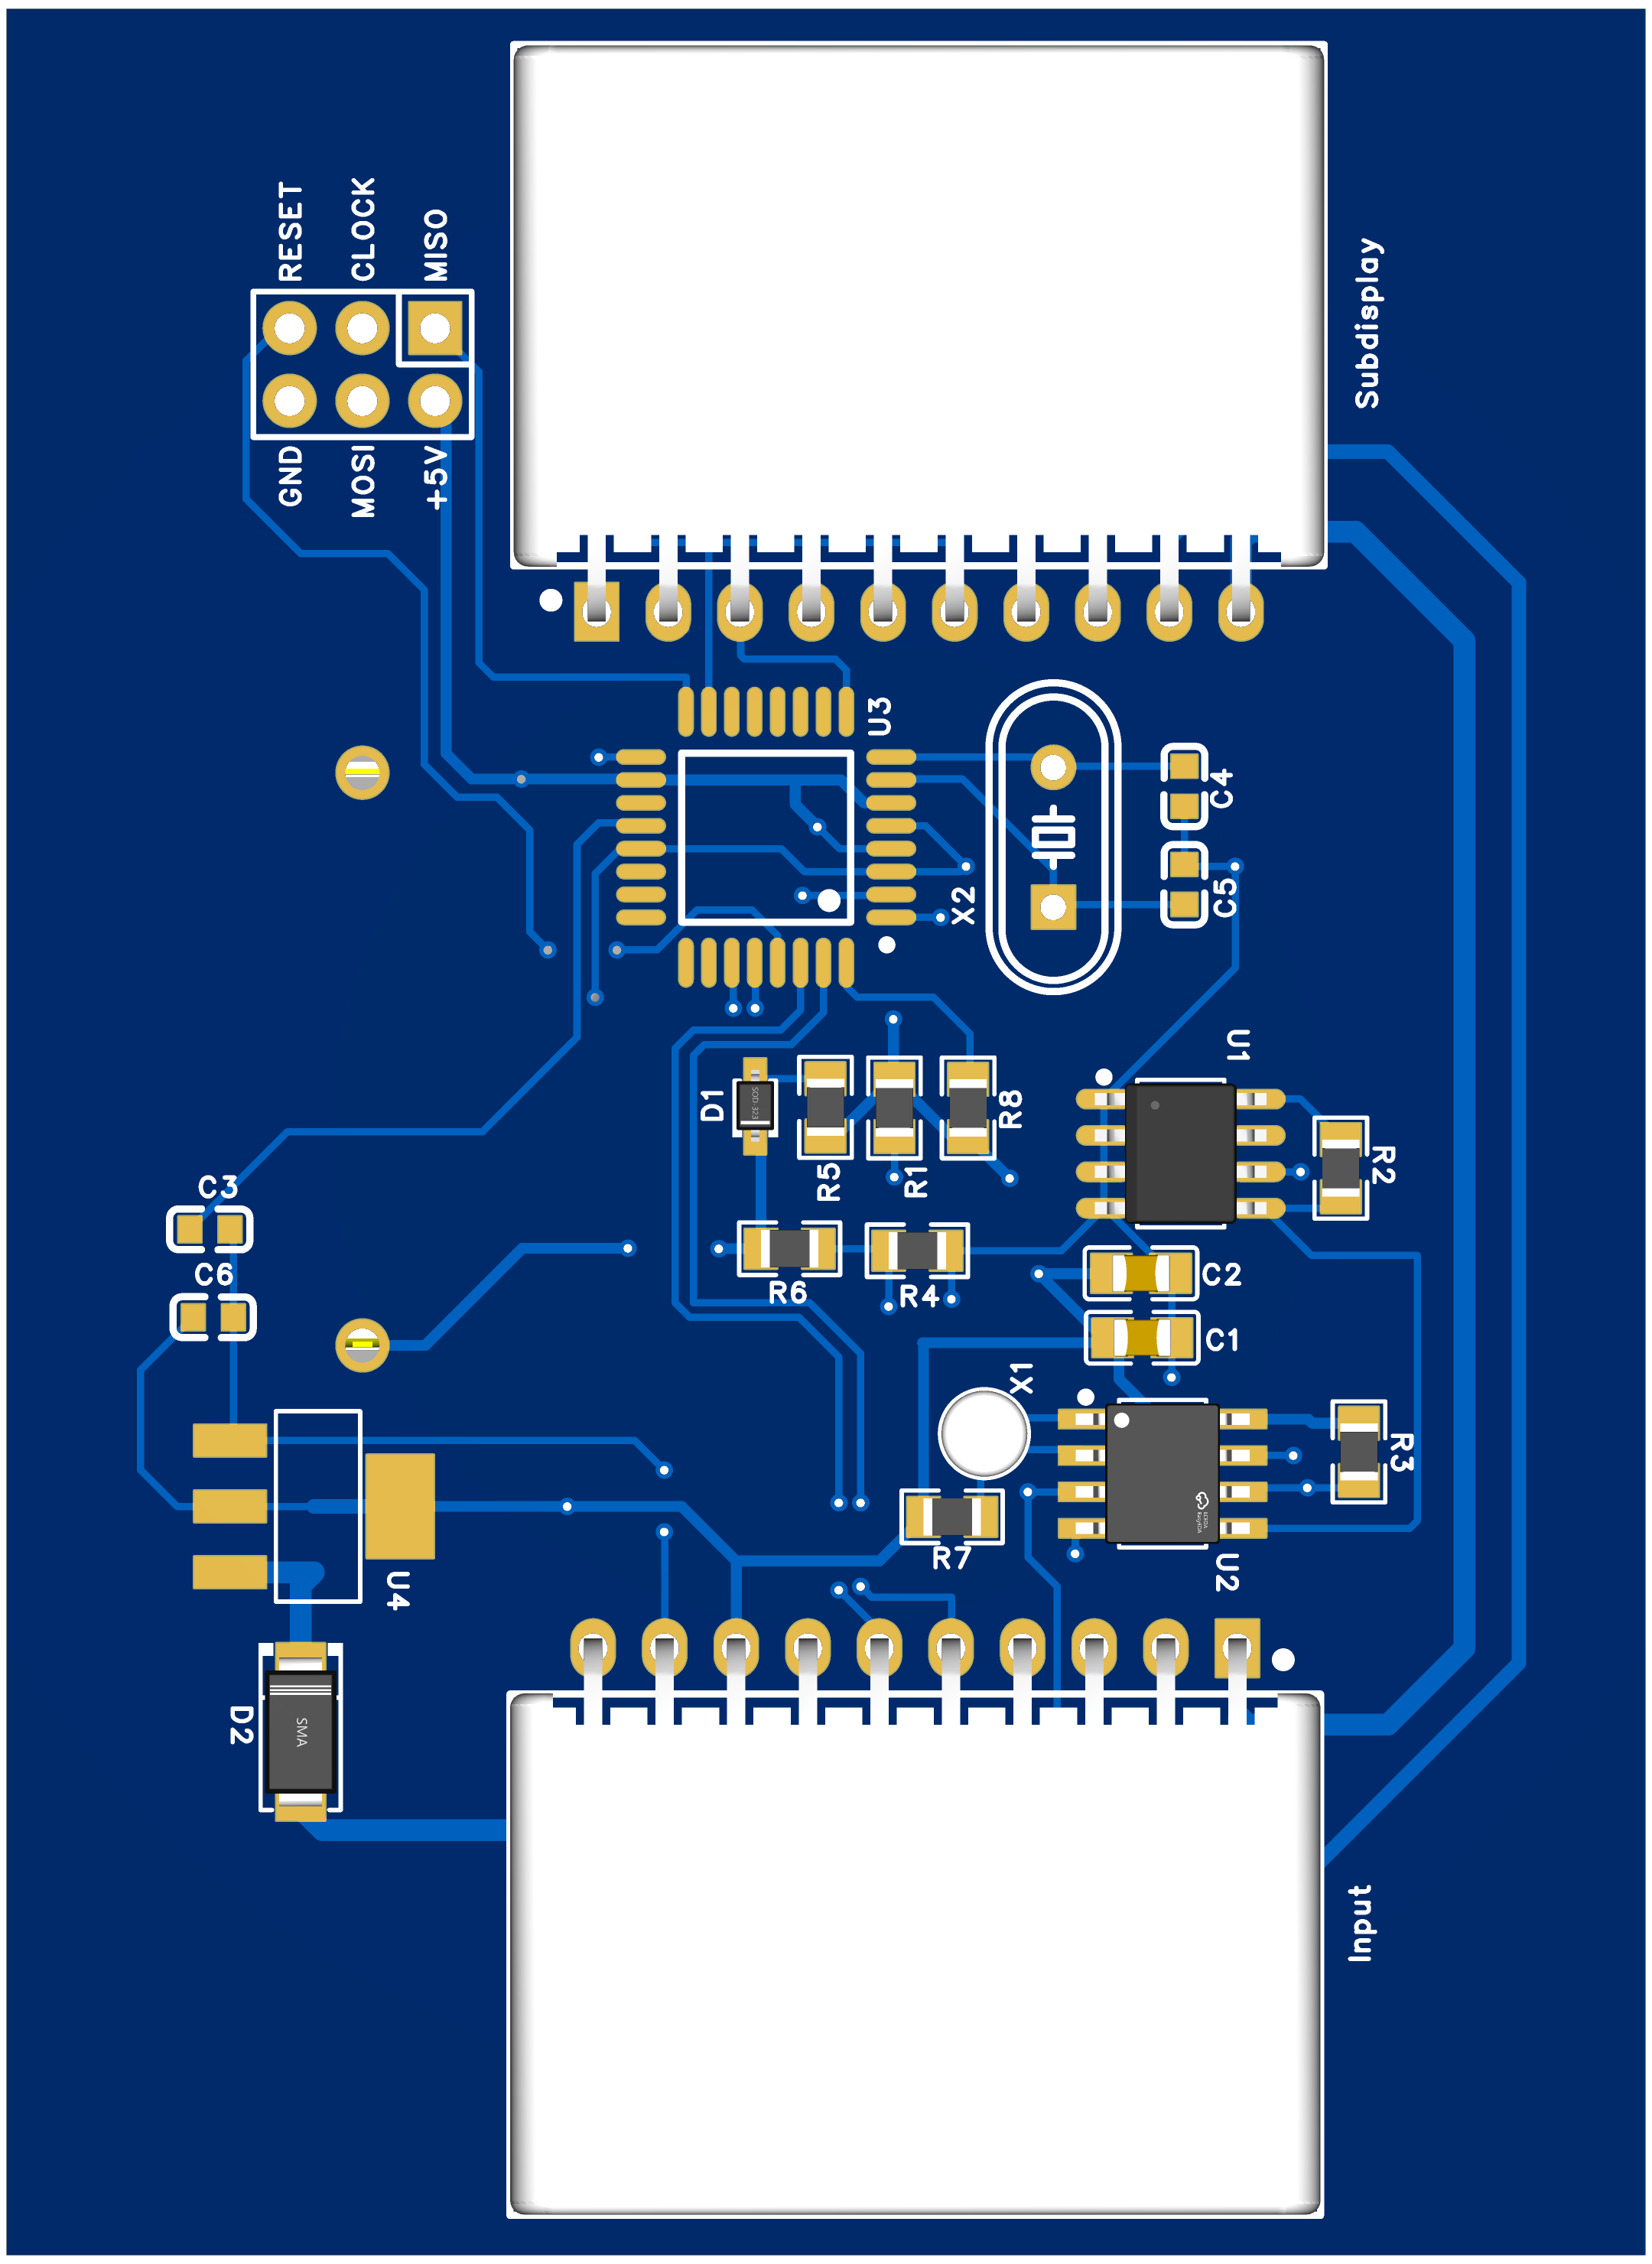 RESET
CLOCK
MISO
GND
MOSI
+5V
Subdisplay
U3
X2
C4
C5
U1
D1
SOD-323
R5
R1
R8
R2
C3
C6
R6
R4
C2
C1
X1
R3
R7
U2
U4
D2
SMA
Input